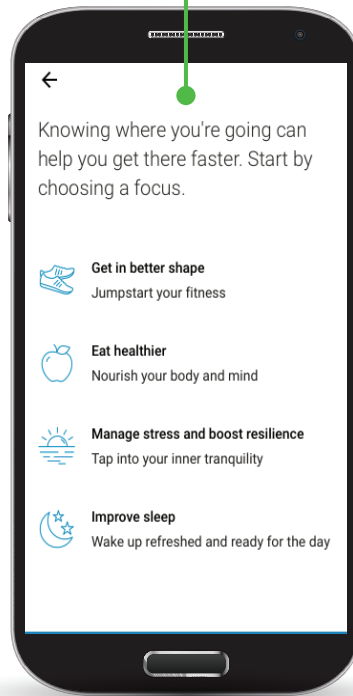 Knowing where you're going can
help you get there faster. Start by
choosing a focus.
Get in better shape
Jumpstart your fitness
Eat healthier
Nourish your body and mind
Manage stress and boost resilience
Tap into your inner tranquility
Improve sleep
Wake up refreshed and ready for the day